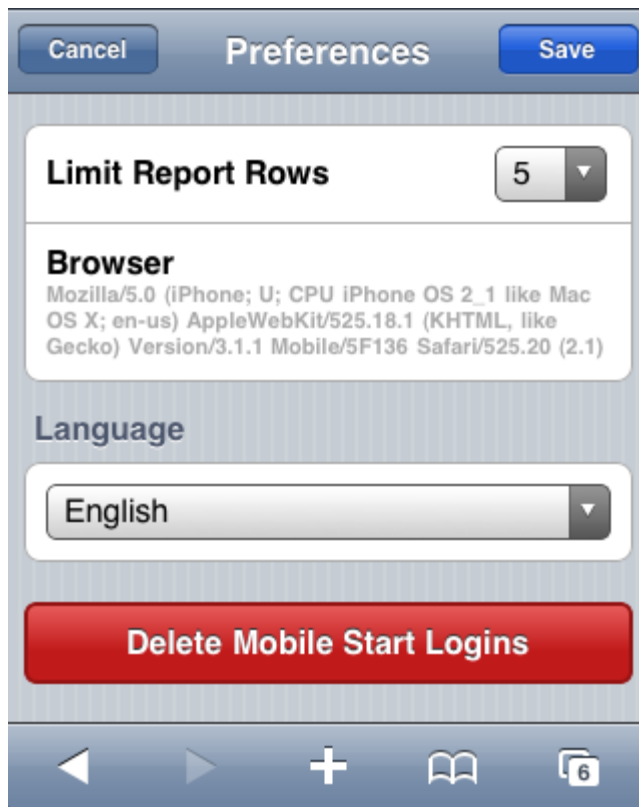 Cancel Preferences Save
Limit Report Rows 5
Browser
Mozilla/5.0 (iPhone; U; CPU iPhone OS 2_1 like Mac
OS X; en-us) AppleWebKit/525.18.1 (KHTML, like
Gecko) Version/3.1.1 Mobile/5F136 Safari/525.20 (2.1)
Language
English
Delete Mobile Start Logins
6